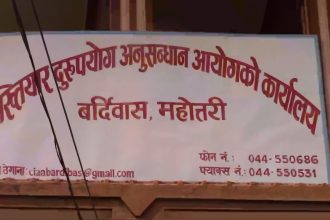 दुरुपयोग अनुसन्धान आयोगको कार्यालय
बर्दिवास, महोत्तरी
फोन नं.: 044-550686
ठेगाना: ciaabardibas@gmail.com फ्याक्स नं.: 044-550531